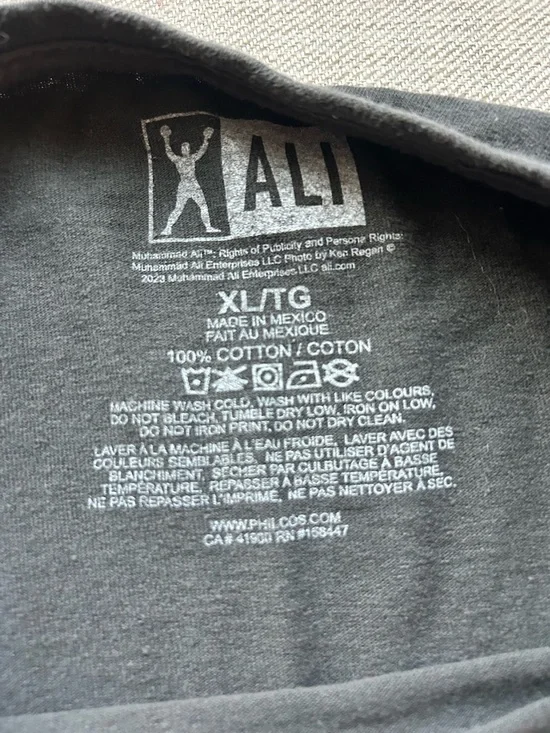 ALI
Muhammad Ali™: Rights of Publicity and Persona Rights:
Muhammad Ali Enterprises LLC Photo by Ken Regan ©
2023 Muhammad Ali Enterprises LLC ali.com
XL/TG
MADE IN MEXICO
FAIT AU MEXIQUE
100% COTTON / COTON
MACHINE WASH COLD, WASH WITH LIKE COLOURS,
DO NOT BLEACH, TUMBLE DRY LOW, IRON ON LOW,
DO NOT IRON PRINT, DO NOT DRY CLEAN.
LAVER À LA MACHINE À L'EAU FROIDE, LAVER AVEC DES
COULEURS SEMBLABLES, NE PAS UTILISER D'AGENT DE
BLANCHIMENT, SÉCHER PAR CULBUTAGE À BASSE
TEMPÉRATURE, REPASSER À BASSE TEMPÉRATURE,
NE PAS REPASSER L'IMPRIMÉ, NE PAS NETTOYER À SEC.
WWW.PHILCOS.COM
CA# 41900 RN #158447